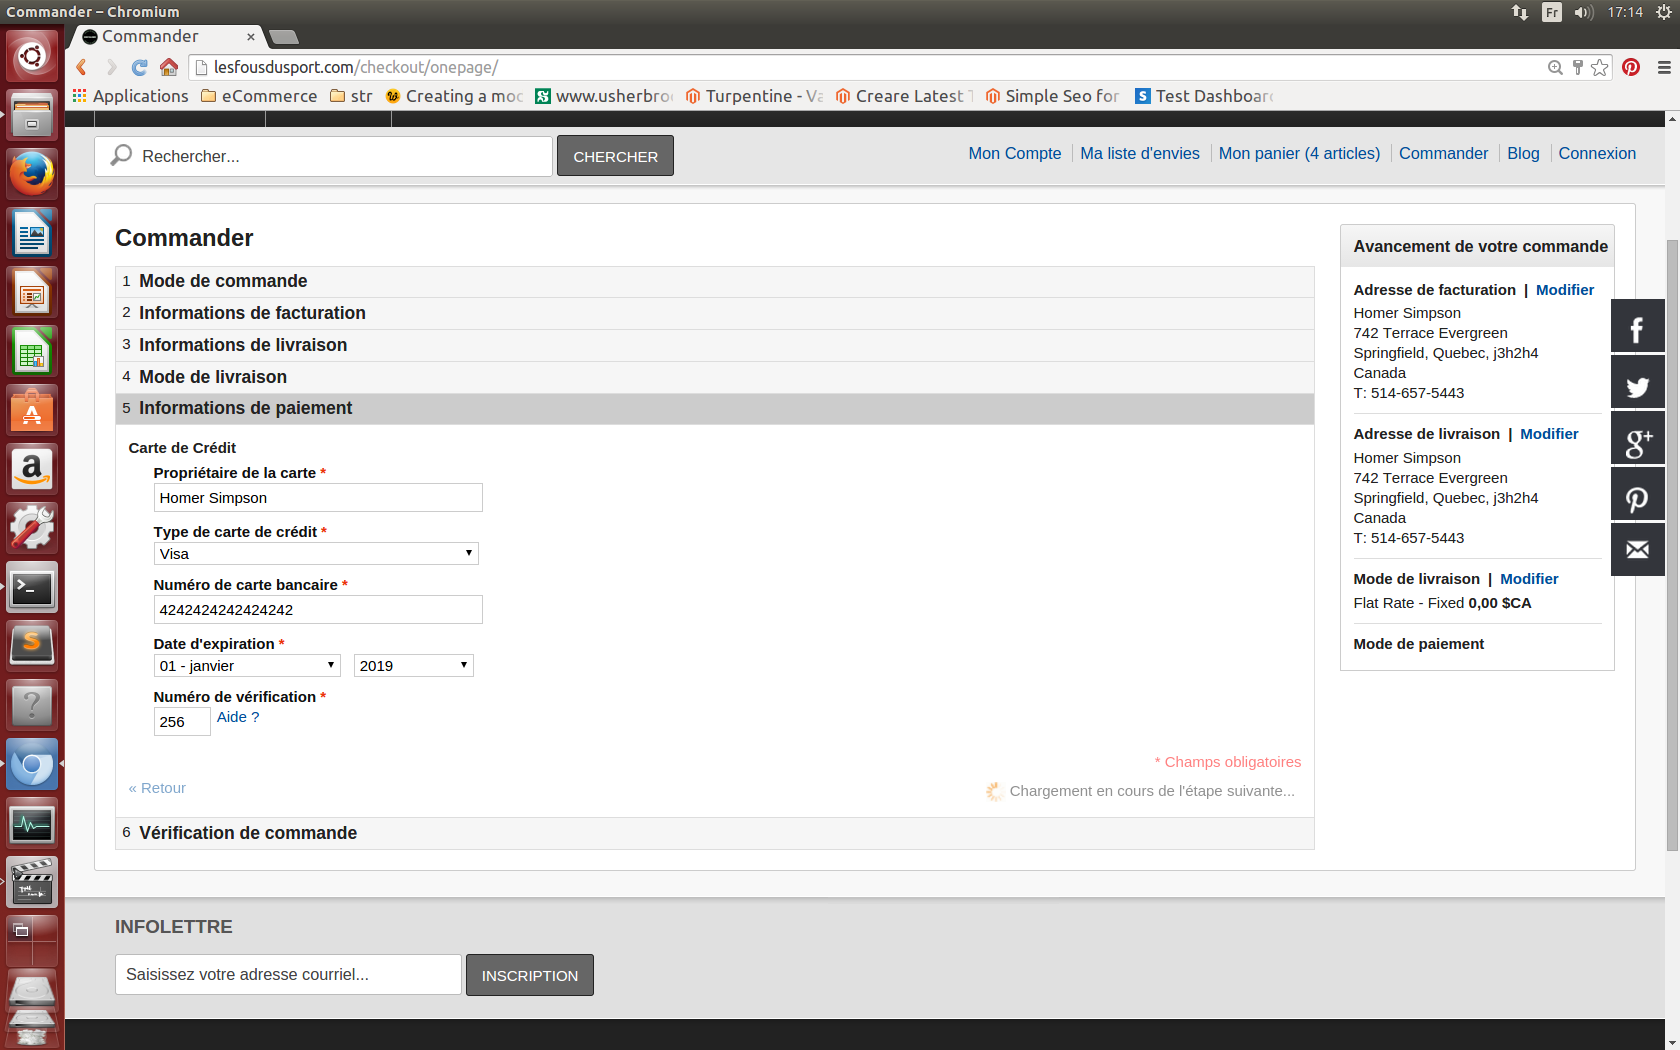 Commander – Chromium
Fr
17:14
Commander
lesfousdusport.com/checkout/onepage/
Applications
eCommerce
str
Creating a moc
www.usherbro
Turpentine - Va
Creare Latest T
Simple Seo for
Test Dashboar
Rechercher...
CHERCHER
Mon Compte
Ma liste d'envies
Mon panier (4 articles)
Commander
Blog
Connexion
Commander
1 Mode de commande
2 Informations de facturation
3 Informations de livraison
4 Mode de livraison
5 Informations de paiement
Carte de Crédit
Propriétaire de la carte *
Homer Simpson
Type de carte de crédit *
Visa
Numéro de carte bancaire *
4242424242424242
Date d'expiration *
01 - janvier
2019
Numéro de vérification *
256
Aide ?
* Champs obligatoires
« Retour
Chargement en cours de l'étape suivante...
6 Vérification de commande
Avancement de votre commande
Adresse de facturation | Modifier
Homer Simpson
742 Terrace Evergreen
Springfield, Quebec, j3h2h4
Canada
T: 514-657-5443
Adresse de livraison | Modifier
Homer Simpson
742 Terrace Evergreen
Springfield, Quebec, j3h2h4
Canada
T: 514-657-5443
Mode de livraison | Modifier
Flat Rate - Fixed 0,00 $CA
Mode de paiement
INFOLETTRE
Saisissez votre adresse courriel...
INSCRIPTION